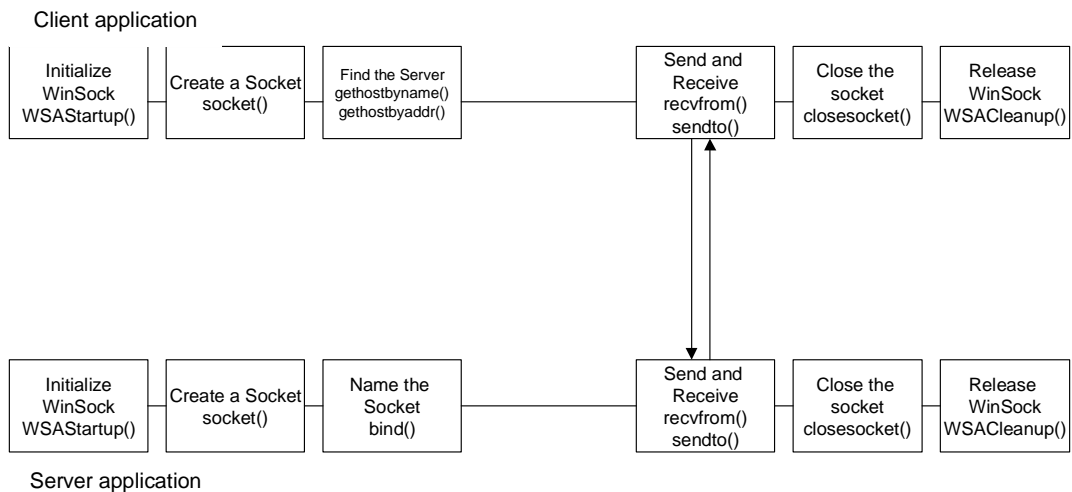 Client application
Initialize
WinSock
WSAStartup()
Create a Socket
socket()
Find the Server
gethostbyname()
gethostbyaddr()
Send and
Receive
recvfrom()
sendto()
Close the
socket
closesocket()
Release
WinSock
WSACleanup()
Initialize
WinSock
WSAStartup()
Create a Socket
socket()
Name the
Socket
bind()
Send and
Receive
recvfrom()
sendto()
Close the
socket
closesocket()
Release
WinSock
WSACleanup()
Server application